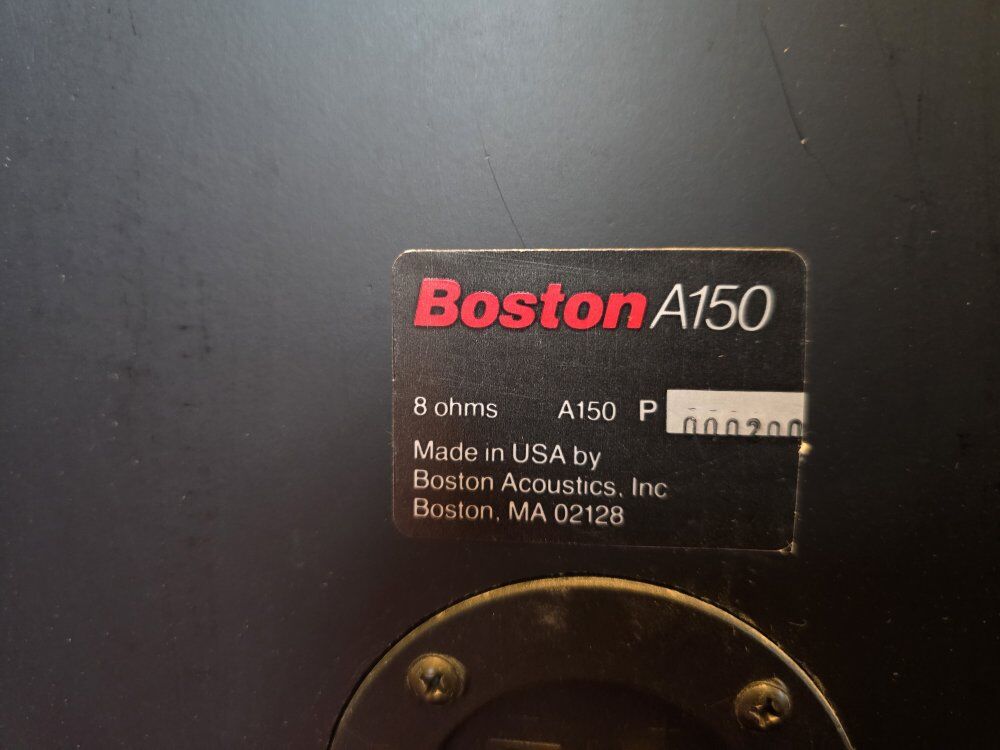 Boston A150
8 ohms A150 P
Made in USA by
Boston Acoustics, Inc
Boston, MA 02128